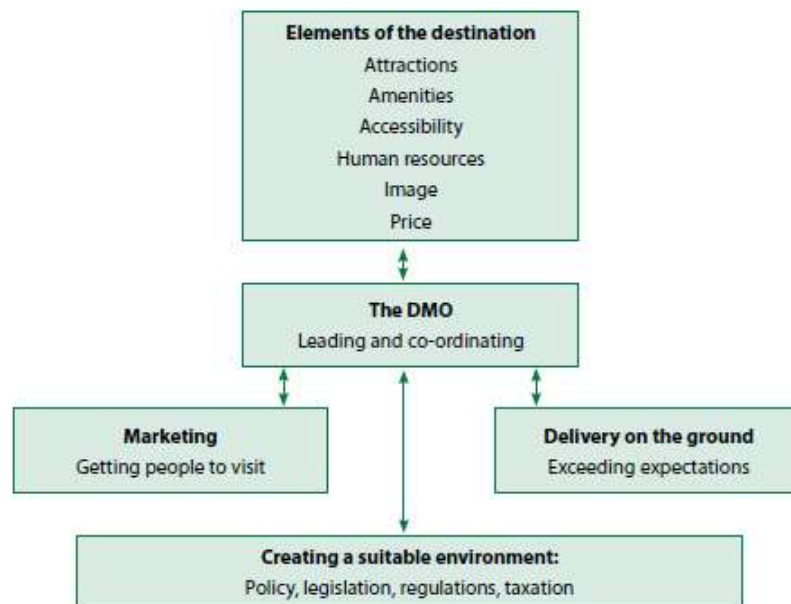 Elements of the destination
Attractions
Amenities
Accessibility
Human resources
Image
Price
The DMO
Leading and co-ordinating
Marketing
Getting people to visit
Delivery on the ground
Exceeding expectations
Creating a suitable environment:
Policy, legislation, regulations, taxation